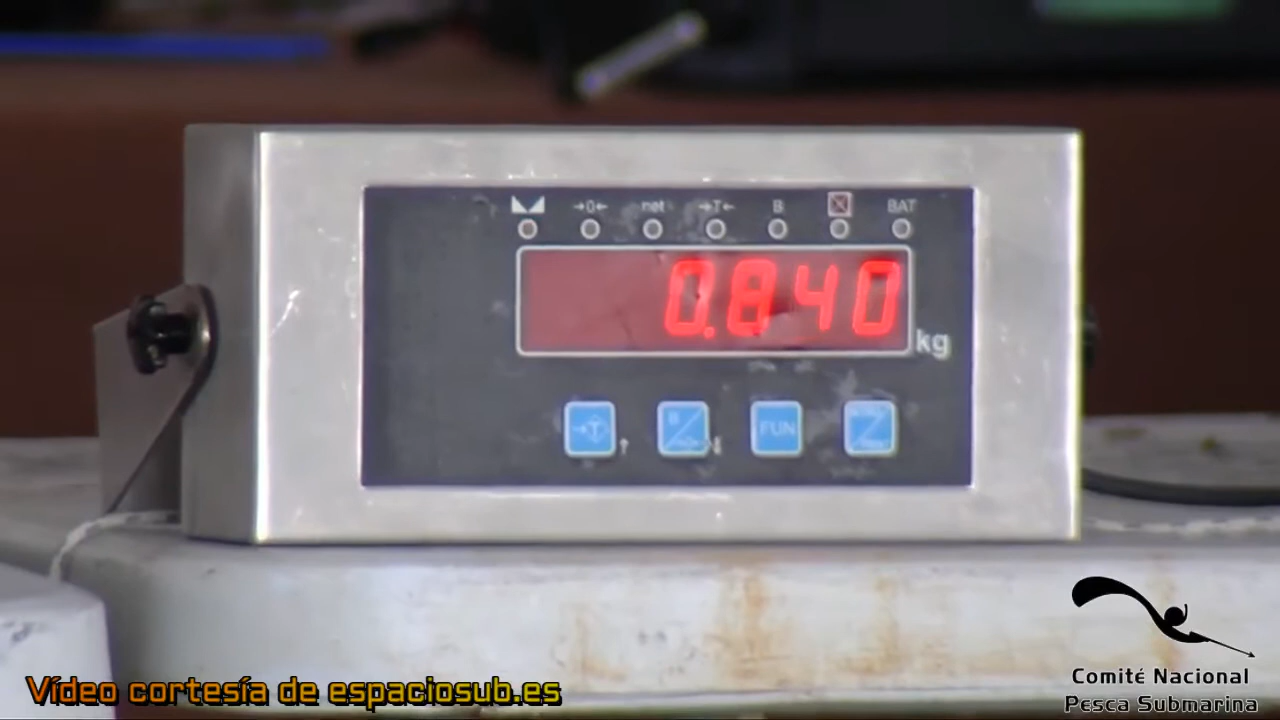 →0← net →T← B BAT
0.840
kg
→T← B FUN
Vídeo cortesía de espaciosub.es
Comité Nacional
Pesca Submarina